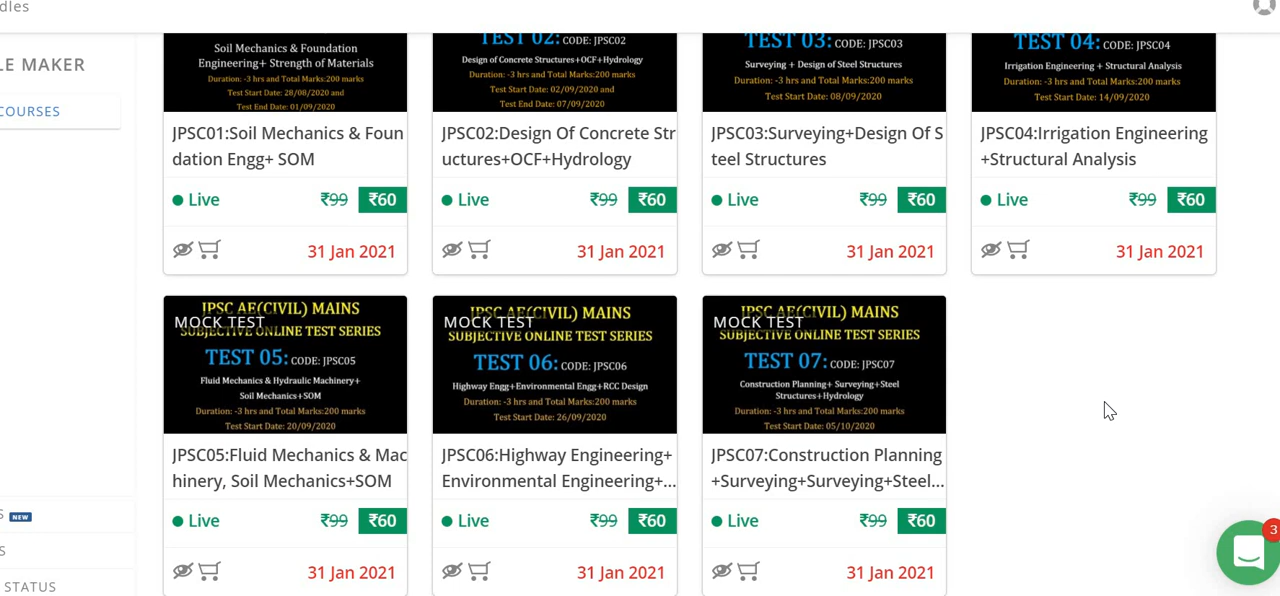 dles
LE MAKER
COURSES
Soil Mechanics & Foundation
Engineering+ Strength of Materials
Duration: -3 hrs and Total Marks:200 marks
Test Start Date: 28/08/2020 and
Test End Date: 01/09/2020
JPSC01:Soil Mechanics & Foun
dation Engg+ SOM
Live ₹99 ₹60
31 Jan 2021
TEST 02: CODE: JPSC02
Design of Concrete Structures+OCF+Hydrology
Duration: -3 hrs and Total Marks:200 marks
Test Start Date: 02/09/2020 and
Test End Date: 07/09/2020
JPSC02:Design Of Concrete Str
uctures+OCF+Hydrology
Live ₹99 ₹60
31 Jan 2021
TEST 03: CODE: JPSC03
Surveying + Design of Steel Structures
Duration: -3 hrs and Total Marks:200 marks
Test Start Date: 08/09/2020
JPSC03:Surveying+Design Of S
teel Structures
Live ₹99 ₹60
31 Jan 2021
TEST 04: CODE: JPSC04
Irrigation Engineering + Structural Analysis
Duration: -3 hrs and Total Marks:200 marks
Test Start Date: 14/09/2020
JPSC04:Irrigation Engineering
+Structural Analysis
Live ₹99 ₹60
31 Jan 2021
JPSC AE(CIVIL) MAINS
MOCK TEST
SUBJECTIVE ONLINE TEST SERIES
TEST 05: CODE: JPSC05
Fluid Mechanics & Hydraulic Machinery+
Soil Mechanics+SOM
Duration: -3 hrs and Total Marks:200 marks
Test Start Date: 20/09/2020
JPSC05:Fluid Mechanics & Mac
hinery, Soil Mechanics+SOM
Live ₹99 ₹60
31 Jan 2021
JPSC AE(CIVIL) MAINS
MOCK TEST
SUBJECTIVE ONLINE TEST SERIES
TEST 06: CODE: JPSC06
Highway Engg+Environmental Engg+RCC Design
Duration: -3 hrs and Total Marks:200 marks
Test Start Date: 26/09/2020
JPSC06:Highway Engineering+
Environmental Engineering+...
Live ₹99 ₹60
31 Jan 2021
JPSC AE(CIVIL) MAINS
MOCK TEST
SUBJECTIVE ONLINE TEST SERIES
TEST 07: CODE: JPSC07
Construction Planning+ Surveying+Steel
Structures+Hydrology
Duration: -3 hrs and Total Marks:200 marks
Test Start Date: 05/10/2020
JPSC07:Construction Planning
+Surveying+Surveying+Steel...
Live ₹99 ₹60
31 Jan 2021
S NEW
S
STATUS
3